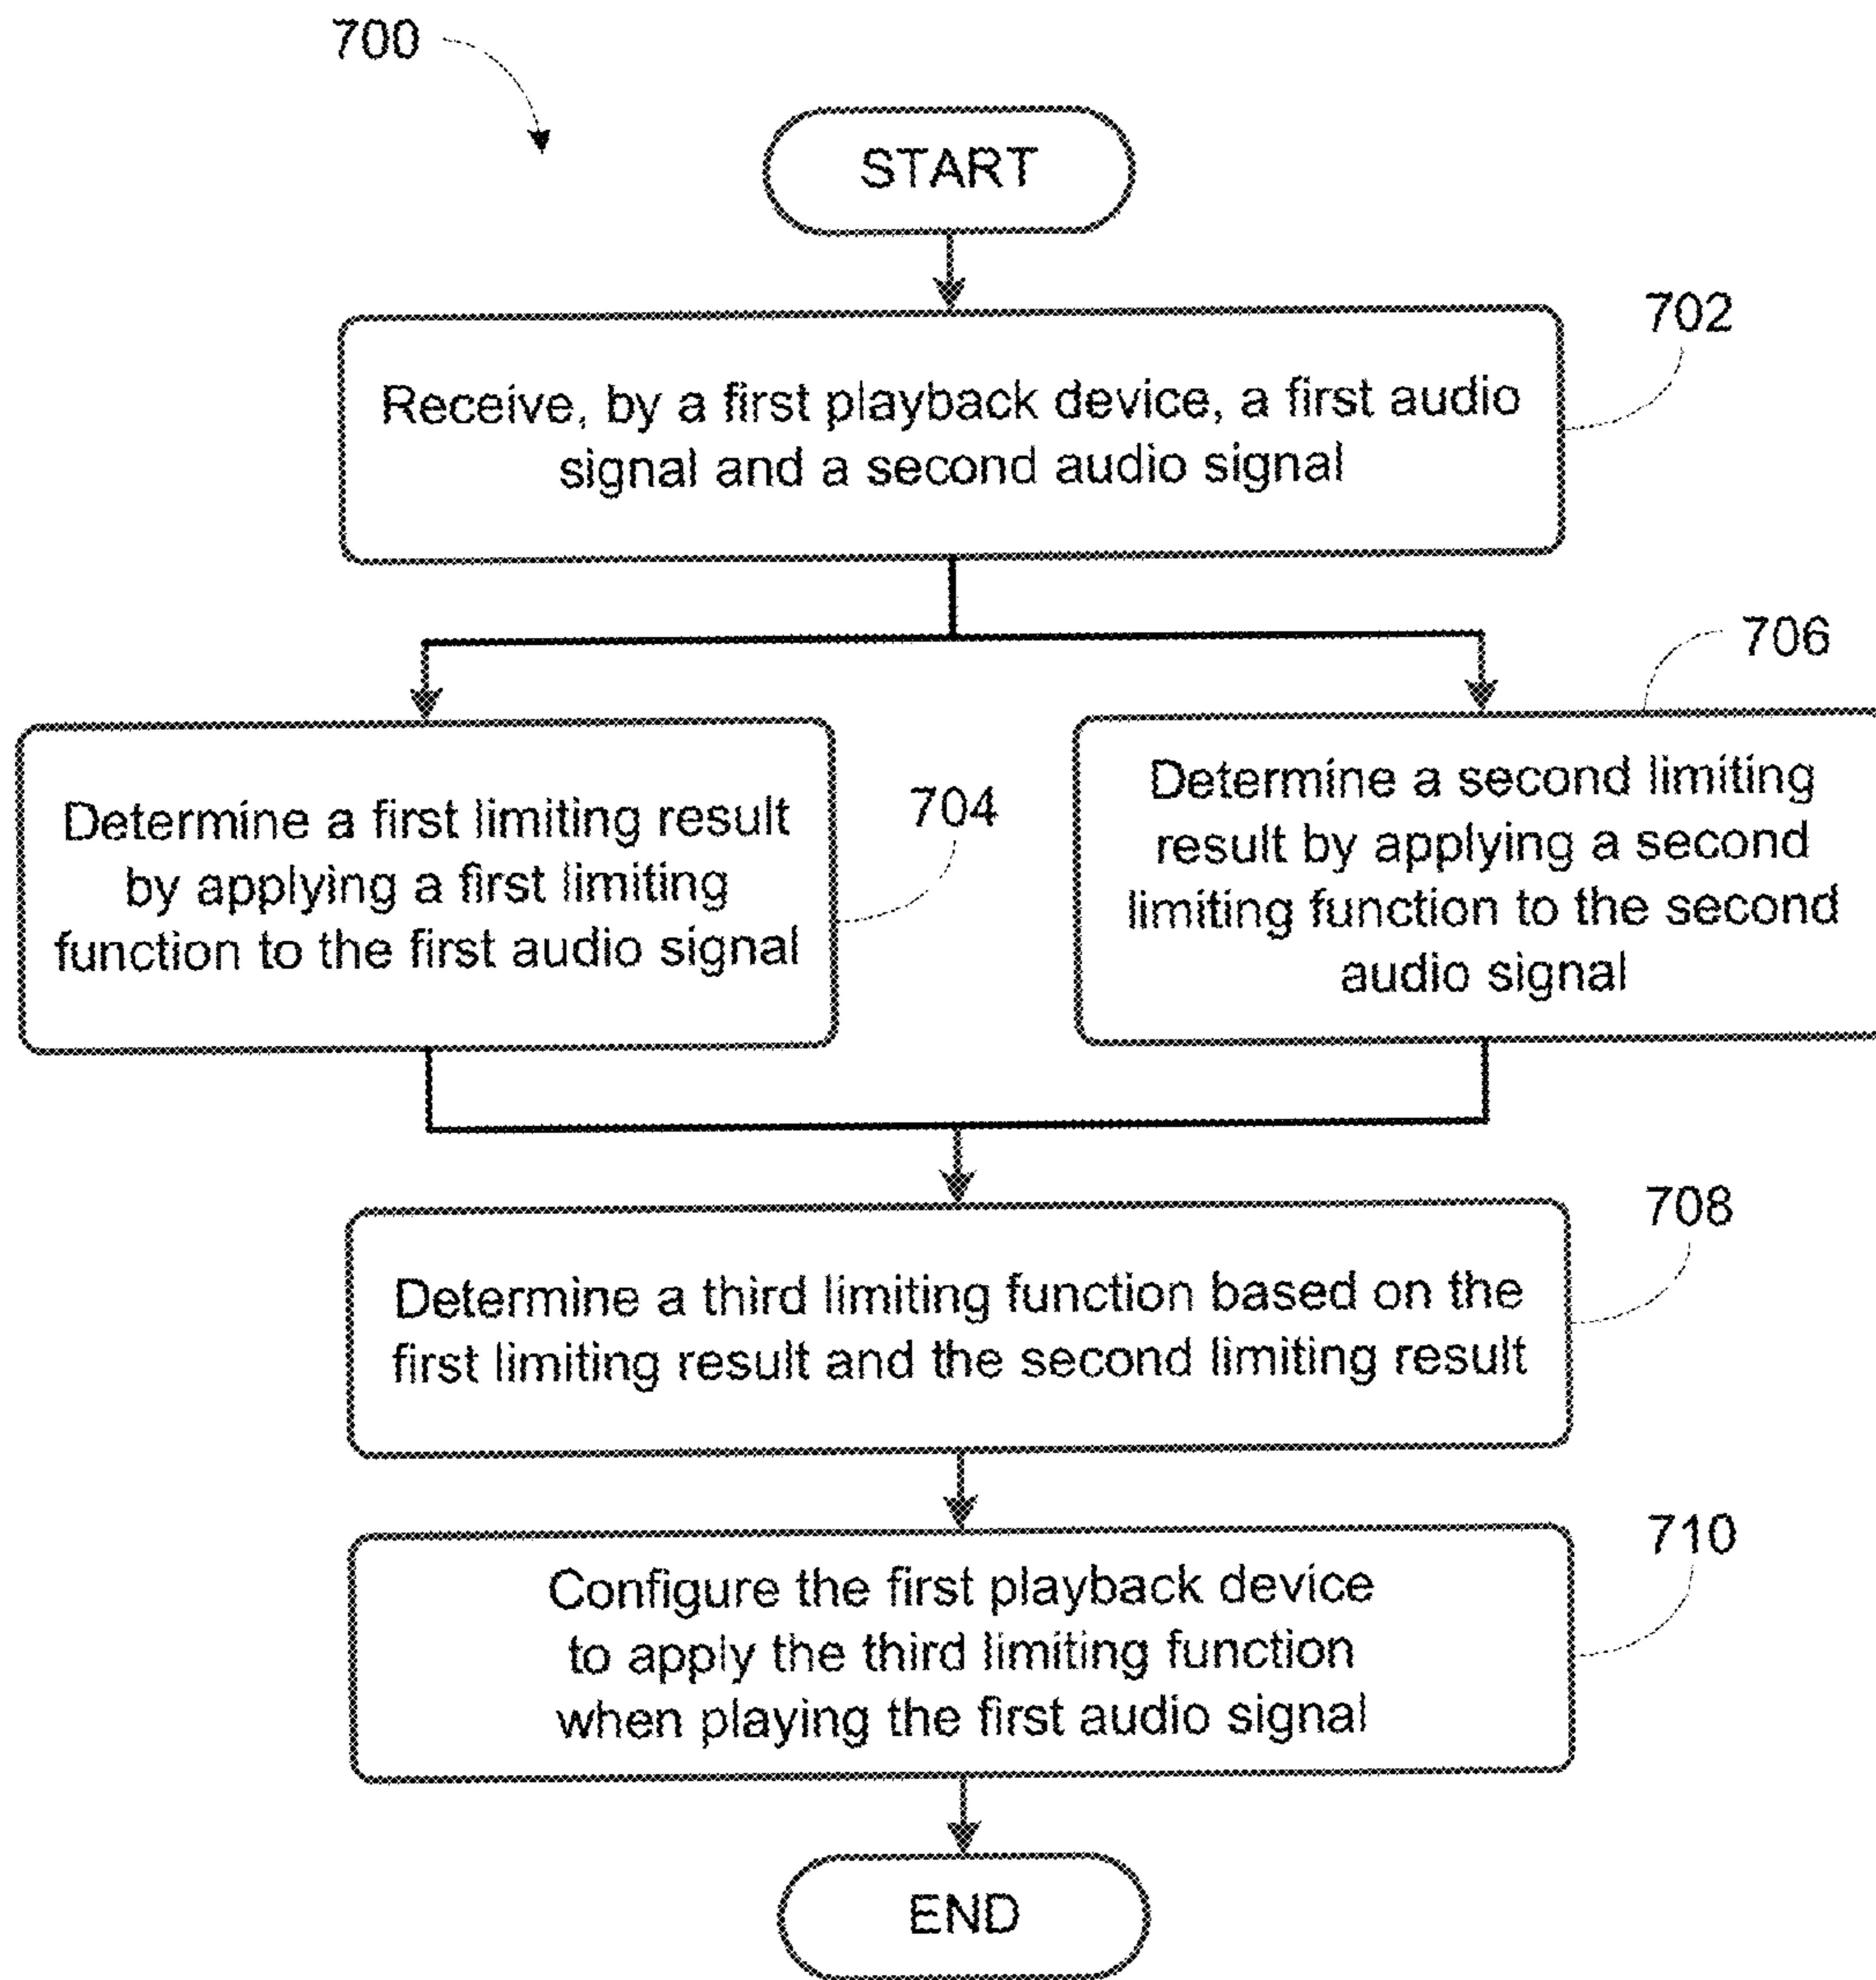 700
START
702
Receive, by a first playback device, a first audio
signal and a second audio signal
706
704
Determine a first limiting result
by applying a first limiting
function to the first audio signal
Determine a second limiting
result by applying a second
limiting function to the second
audio signal
708
Determine a third limiting function based on the
first limiting result and the second limiting result
710
Configure the first playback device
to apply the third limiting function
when playing the first audio signal
END